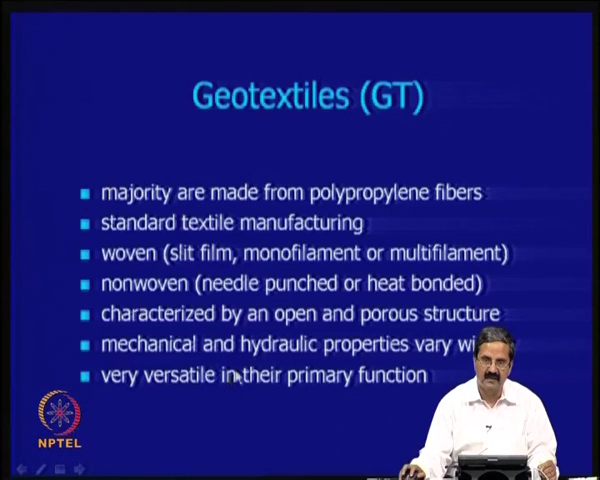 Geotextiles (GT)
majority are made from polypropylene fibers
standard textile manufacturing
woven (slit film, monofilament or multifilament)
nonwoven (needle punched or heat bonded)
characterized by an open and porous structure
mechanical and hydraulic properties vary
very versatile in their primary function
NPTEL